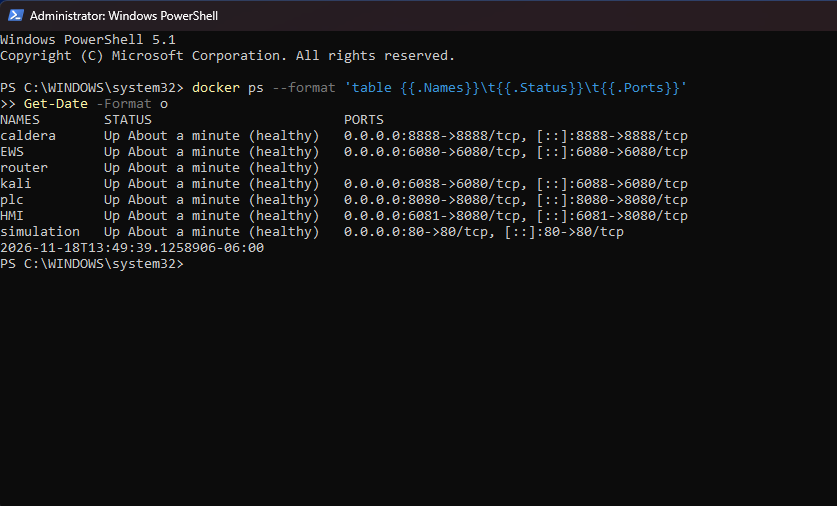 Administrator: Windows PowerShell
Windows PowerShell 5.1
Copyright (C) Microsoft Corporation. All rights reserved.
PS C:\WINDOWS\system32> docker ps --format 'table {{.Names}}\t{{.Status}}\t{{.Ports}}'
>> Get-Date -Format o
NAMES        STATUS                        PORTS
caldera      Up About a minute (healthy)   0.0.0.0:8888->8888/tcp, [::]:8888->8888/tcp
EWS          Up About a minute (healthy)   0.0.0.0:6080->6080/tcp, [::]:6080->6080/tcp
router       Up About a minute (healthy)
kali         Up About a minute (healthy)   0.0.0.0:6088->6080/tcp, [::]:6088->6080/tcp
plc          Up About a minute (healthy)   0.0.0.0:8080->8080/tcp, [::]:8080->8080/tcp
HMI          Up About a minute (healthy)   0.0.0.0:6081->8080/tcp, [::]:6081->8080/tcp
simulation   Up About a minute (healthy)   0.0.0.0:80->80/tcp, [::]:80->80/tcp
2026-11-18T13:49:39.1258906-06:00
PS C:\WINDOWS\system32>